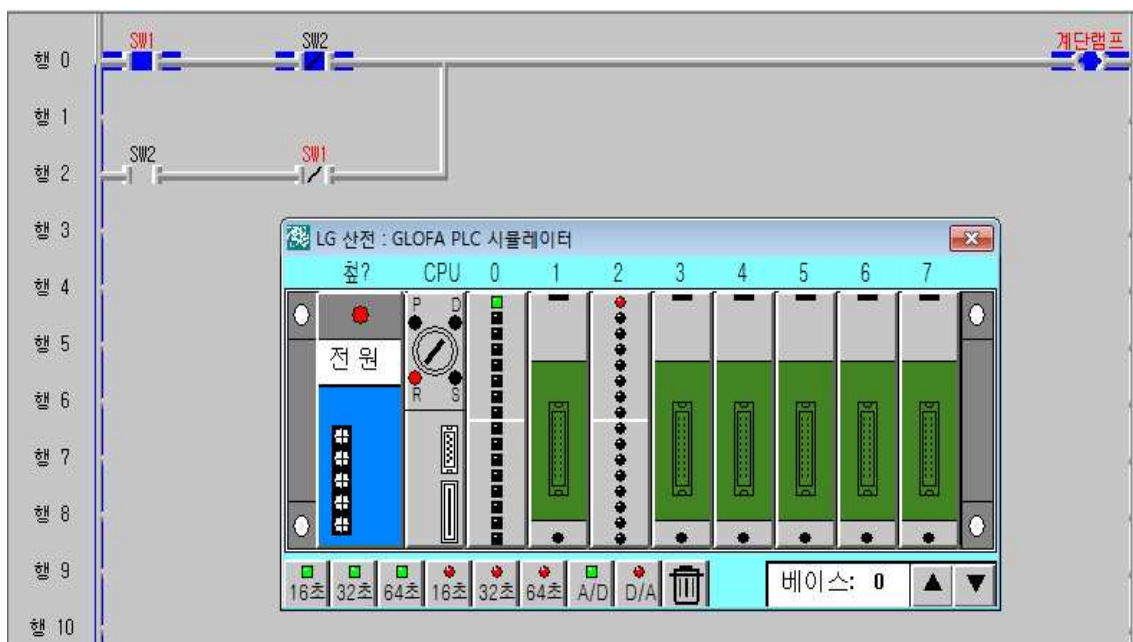 SW1 SW2 계단램프
행 0
행 1
SW2 SW1
행 2
행 3
LG 산전 : GLOFA PLC 시뮬레이터
칲? CPU 0 1 2 3 4 5 6 7
행 4
P D
행 5
전 원
행 6
R S
행 7
행 8
행 9
16초 32초 64초 16초 32초 64초 A/D D/A 베이스: 0
행 10